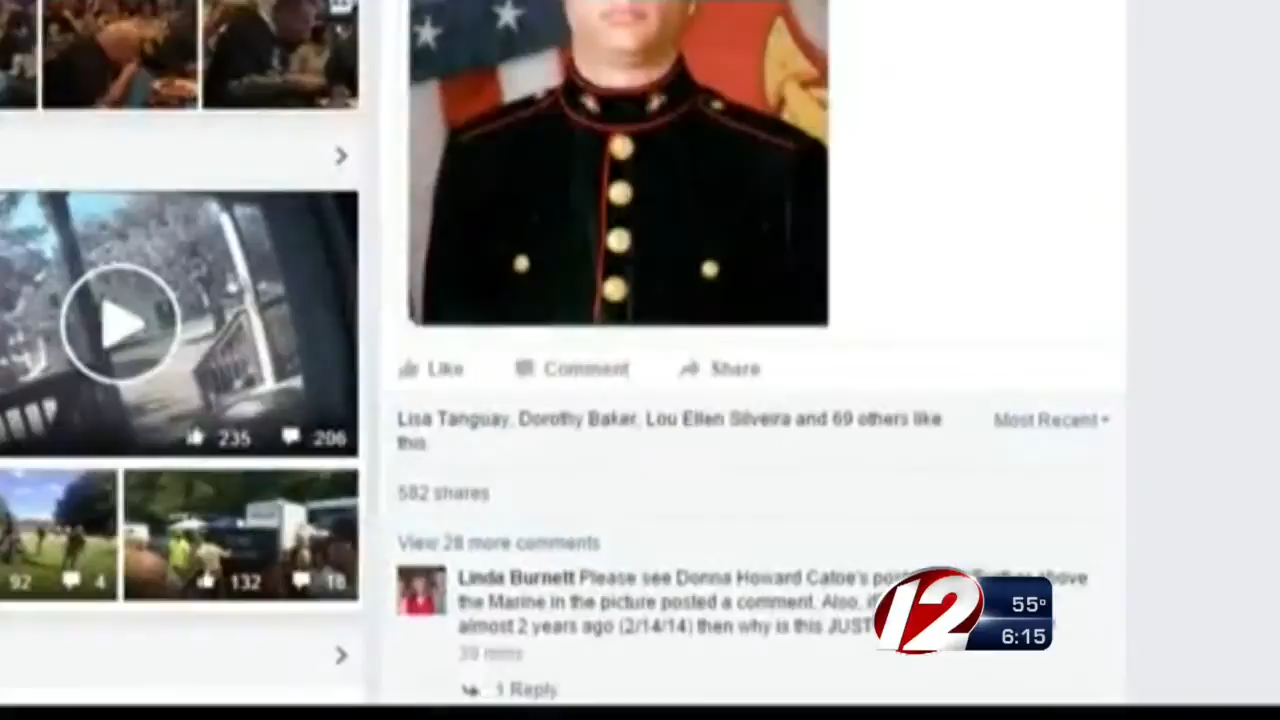 Like Comment Share
Lisa Tanguay, Dorothy Baker, Lou Ellen Silveira and 69 others like
this.
Most Recent
582 shares
View 28 more comments
Linda Burnett Please see Donna Howard Catoe's above
the Marine in the picture posted a comment. Also,
almost 2 years ago (2/14/14) then why is this JUST
39 mins
1 Reply
235 206
92 4 132 18
12
55°
6:15